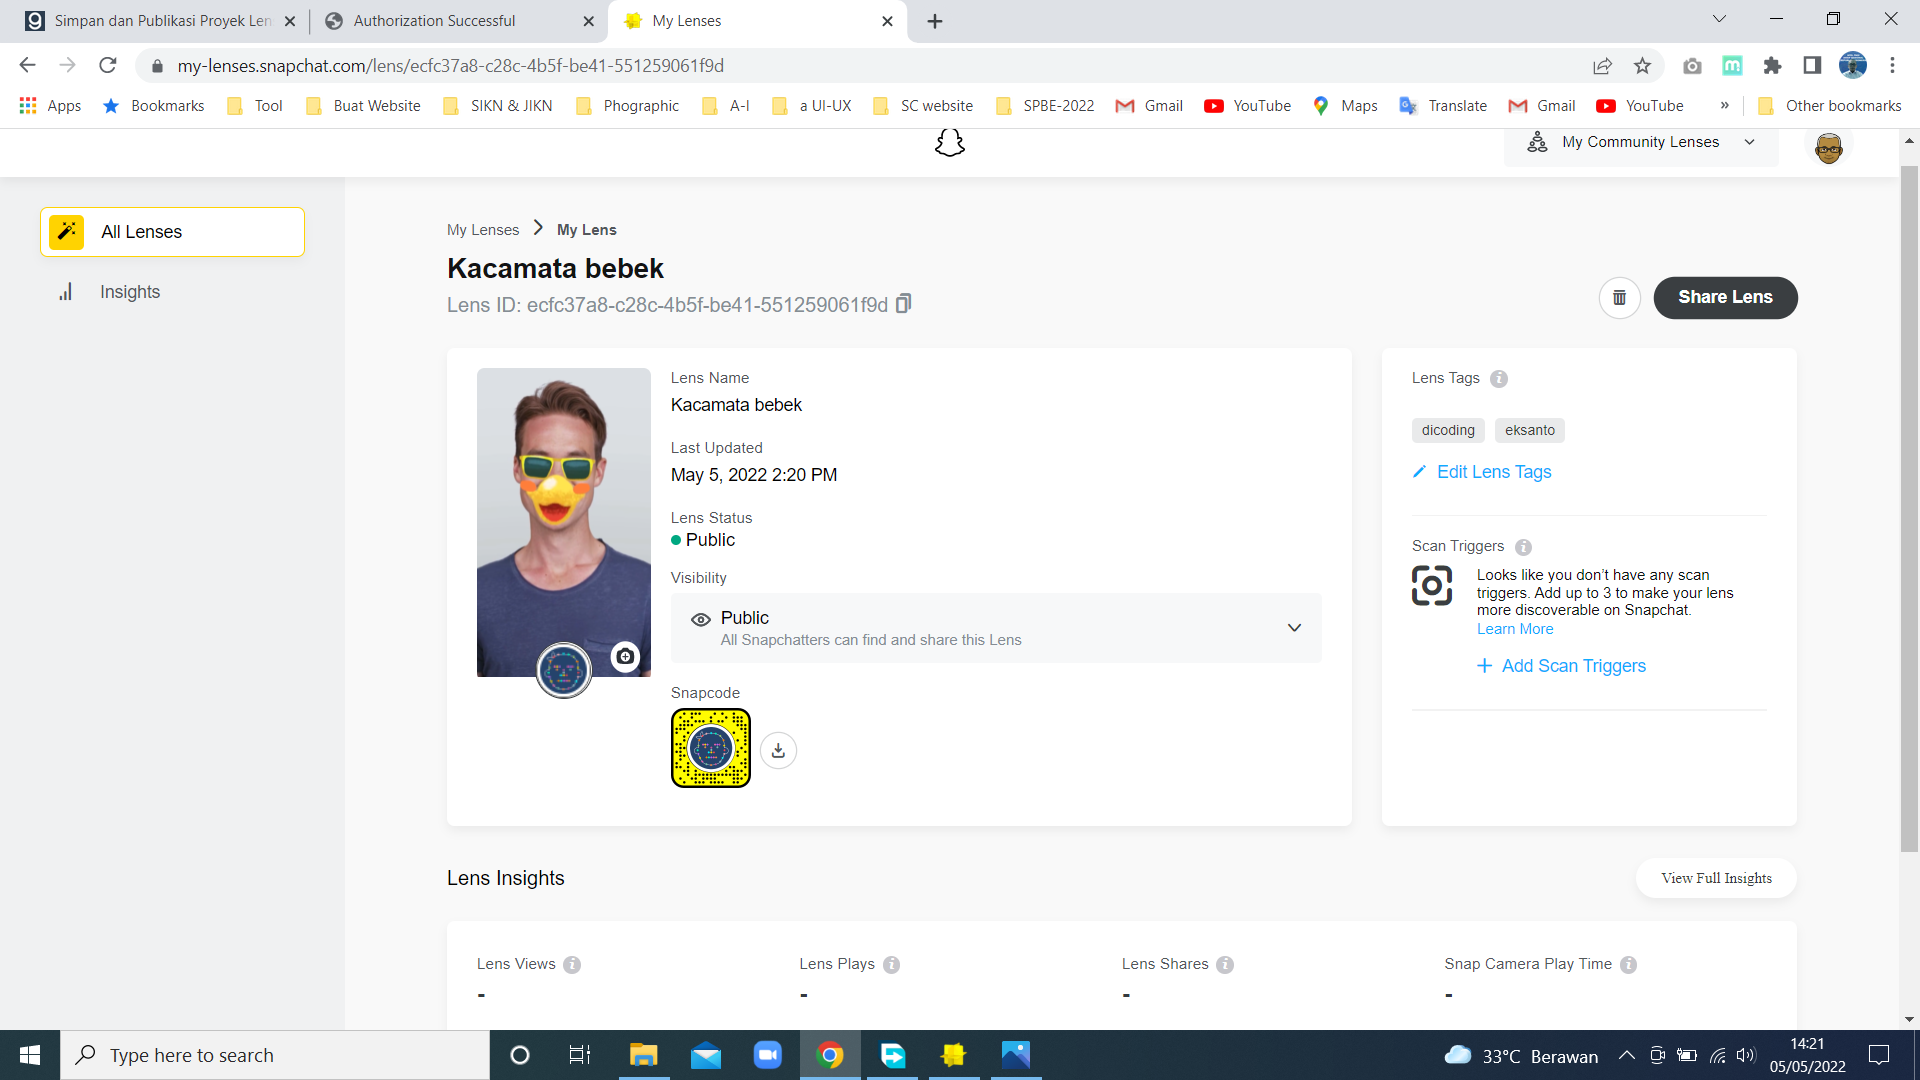 Simpan dan Publikasi Proyek Len
Authorization Successful
My Lenses
my-lenses.snapchat.com/lens/ecfc37a8-c28c-4b5f-be41-551259061f9d
Apps Bookmarks Tool Buat Website SIKN & JIKN Phographic A-I a UI-UX SC website SPBE-2022 Gmail YouTube Maps Translate Gmail YouTube » Other bookmarks
My Community Lenses
All Lenses
Insights
My Lenses My Lens
Kacamata bebek
Lens ID: ecfc37a8-c28c-4b5f-be41-551259061f9d
Share Lens
Lens Name
Kacamata bebek
Last Updated
May 5, 2022 2:20 PM
Lens Status
Public
Visibility
Public
All Snapchatters can find and share this Lens
Snapcode
Lens Tags
dicoding eksanto
Edit Lens Tags
Scan Triggers
Looks like you don't have any scan
triggers. Add up to 3 to make your lens
more discoverable on Snapchat.
Learn More
Add Scan Triggers
Lens Insights
View Full Insights
Lens Views Lens Plays Lens Shares Snap Camera Play Time
- - - -
Type here to search
33°C Berawan
14:21
05/05/2022